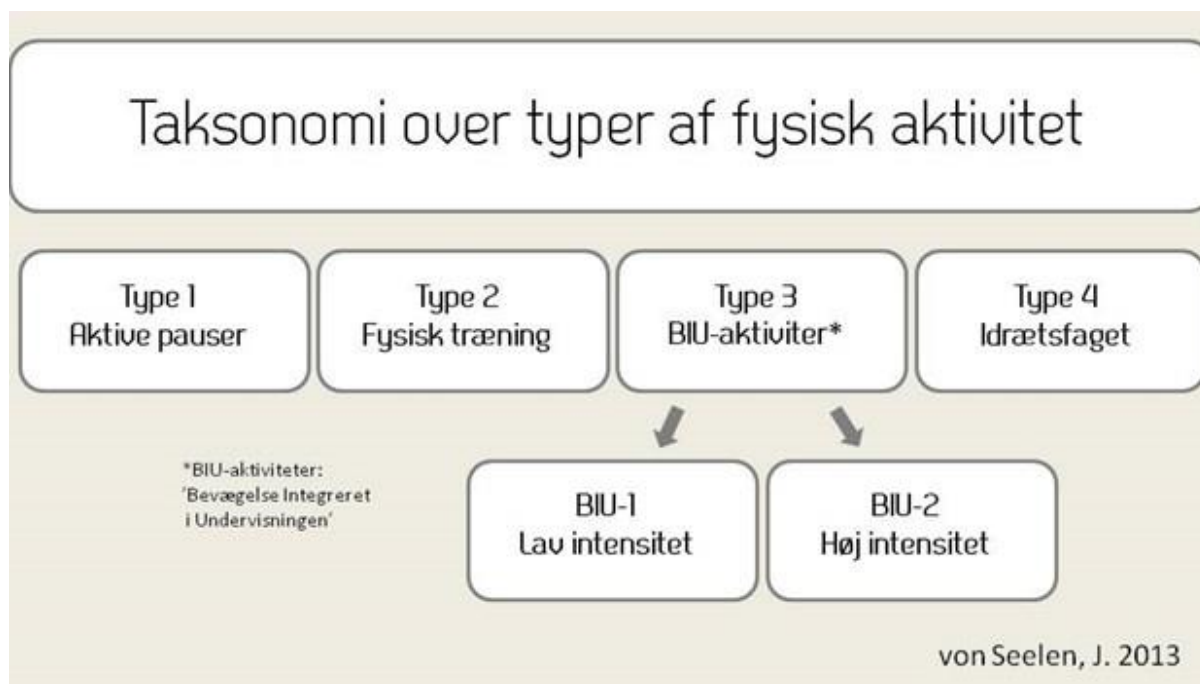 Taksonomi over typer af fysisk aktivitet
Type 1
Aktive pauser
Type 2
Fysisk træning
Type 3
BIU-aktiviter*
Type 4
Idrætsfaget
*BIU-aktiviteter:
'Bevægelse Integreret
i Undervisningen'
BIU-1
Lav intensitet
BIU-2
Høj intensitet
von Seelen, J. 2013